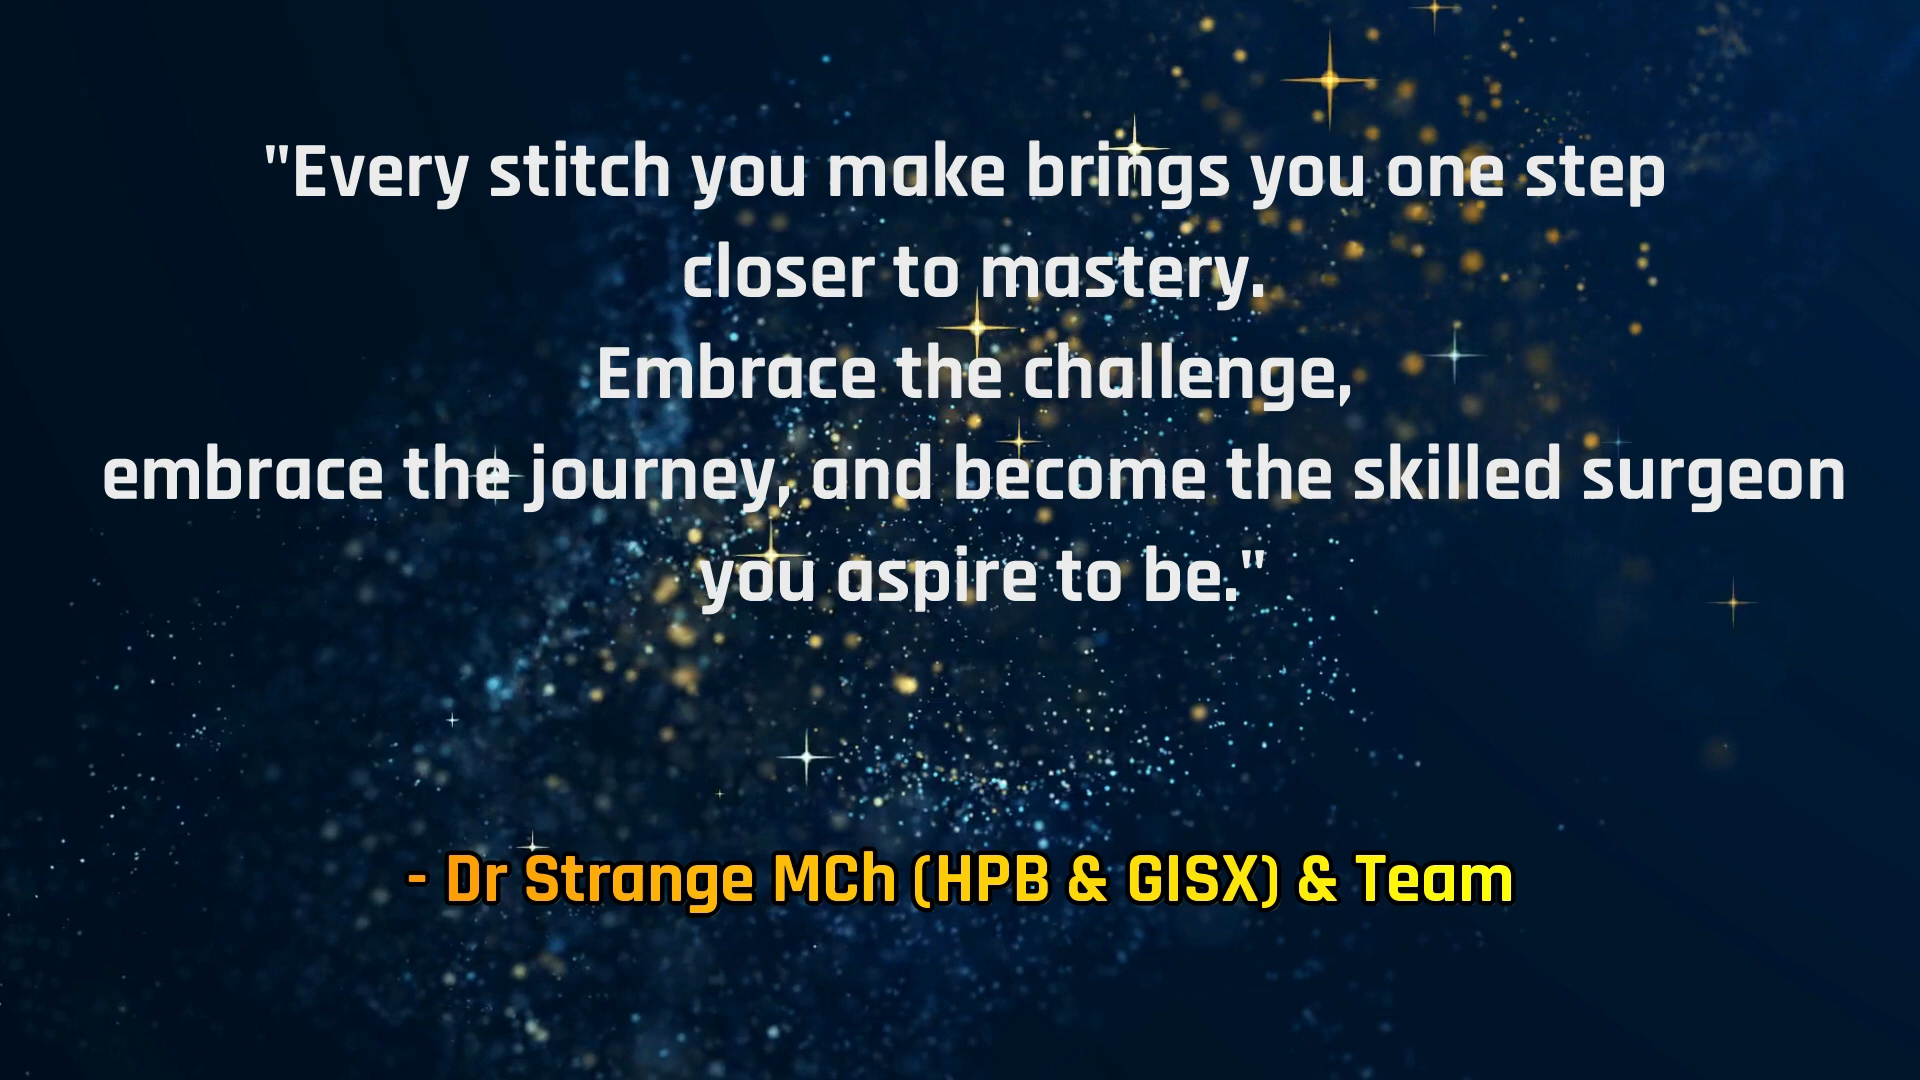 "Every stitch you make brings you one step
closer to mastery.
Embrace the challenge,
embrace the journey, and become the skilled surgeon
you aspire to be."
- Dr Strange MCh (HPB & GISX) & Team